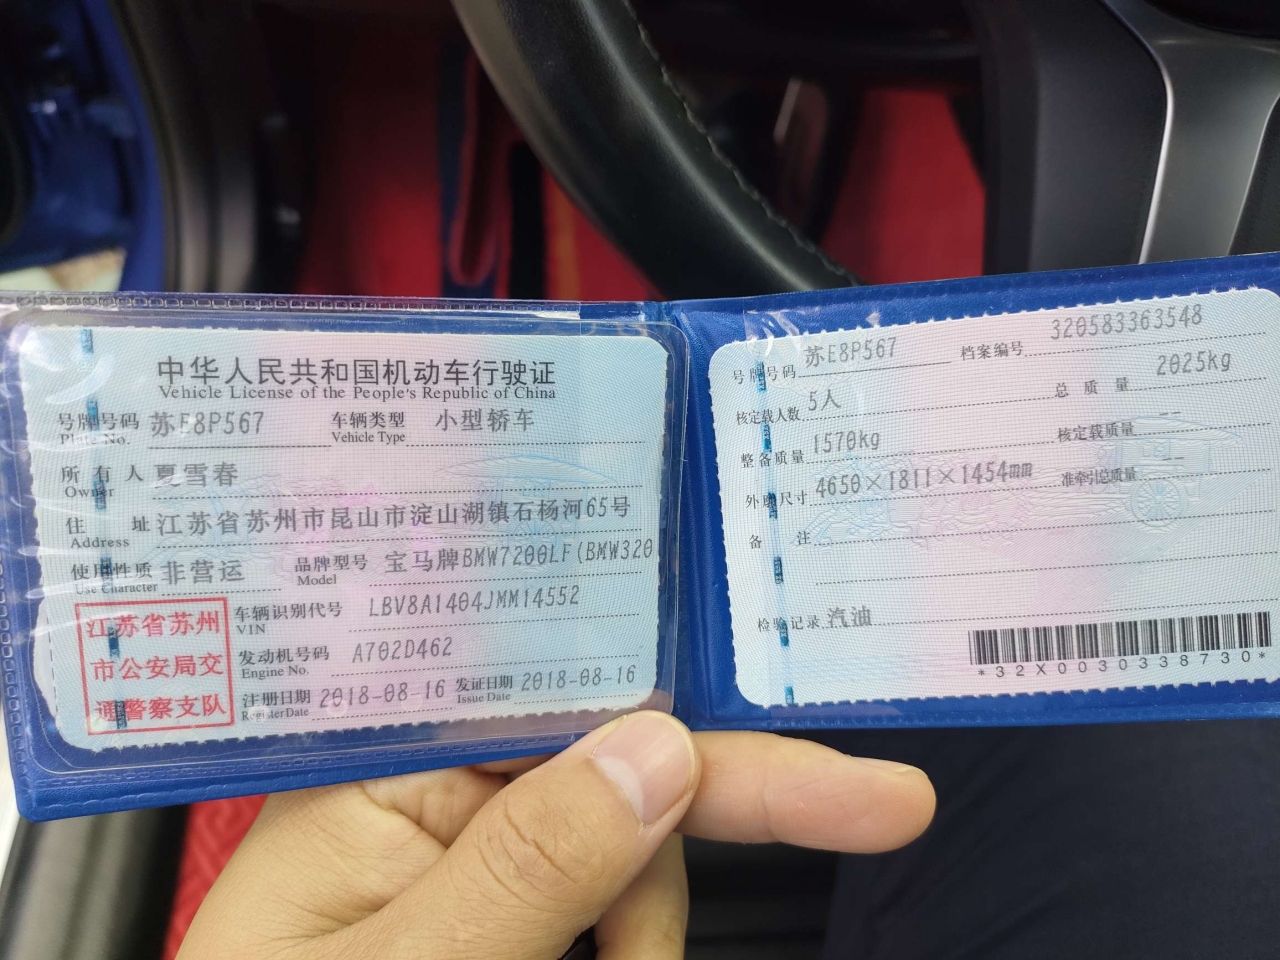 中华人民共和国机动车行驶证
Vehicle License of the People's Republic of China
号牌号码 苏E8P567 车辆类型 小型轿车
Plate No. Vehicle Type
所有人 夏雪春
Owner
住址 江苏省苏州市昆山市淀山湖镇石杨河65号
Address
使用性质 非营运 品牌型号 宝马牌BMW7200LF(BMW320
Use Character Model
江苏省苏州
市公安局交
通警察支队
车辆识别代号 LBV8A1404JMM14552
VIN
发动机号码 A702D462
Engine No.
注册日期 2018-08-16 发证日期 2018-08-16
Register Date Issue Date
号牌号码 苏E8P567 档案编号 320583363548
核定载人数 5人 总质量 2025kg
整备质量 1570kg 核定载质量 --
外廓尺寸 4650×1811×1454mm 准牵引总质量 --
备注
检验记录 汽油
*32X0030338730*